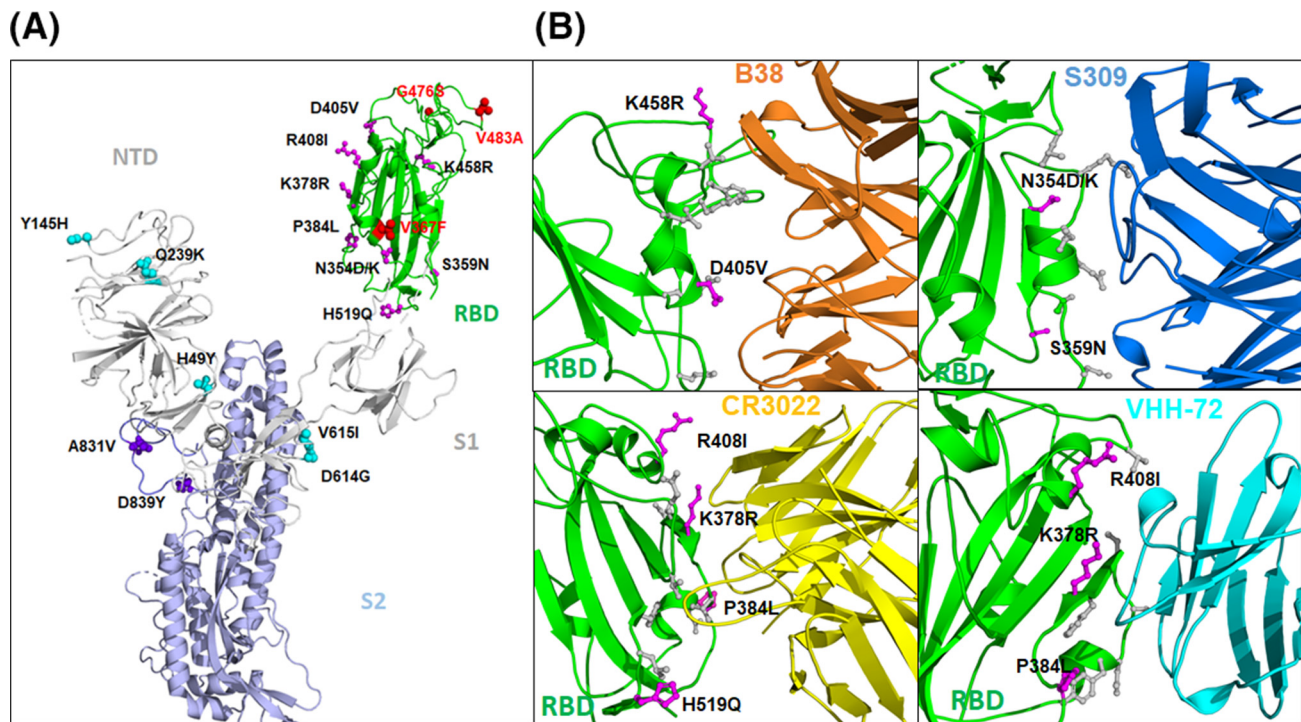 (A)
(B)
NTD
Y145H
Q239K
H49Y
A831V
D839Y
S2
V615I
D614G
S1
D405V
R408I
K378R
P384L
N354D/K
H519Q
G476S
V483A
K458R
V367F
S359N
RBD
B38
K458R
D405V
RBD
S309
N354D/K
S359N
RBD
CR3022
R408I
K378R
P384L
H519Q
RBD
VHH-72
R408I
K378R
P384L
RBD